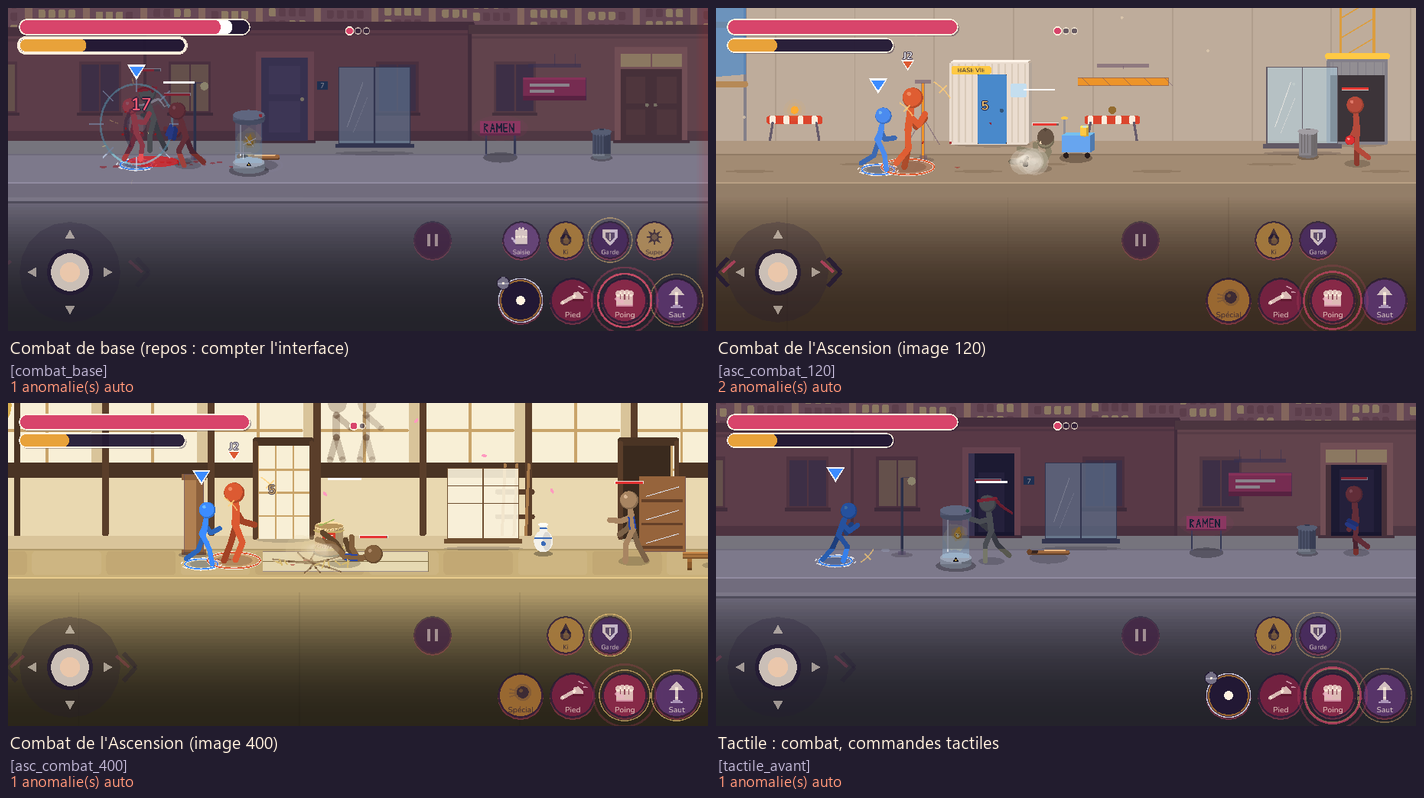 17
7
RAMEN
Saisie
Ki
Garde
Super
Pied
Poing
Saut
Combat de base (repos : compter l'interface)
[combat_base]
1 anomalie(s) auto
J2
5
Ki
Garde
Spécial
Pied
Poing
Saut
Combat de l'Ascension (image 120)
[asc_combat_120]
2 anomalie(s) auto
J2
5
Ki
Garde
Spécial
Pied
Poing
Saut
Combat de l'Ascension (image 400)
[asc_combat_400]
1 anomalie(s) auto
7
RAMEN
Ki
Garde
Pied
Poing
Saut
Tactile : combat, commandes tactiles
[tactile_avant]
1 anomalie(s) auto